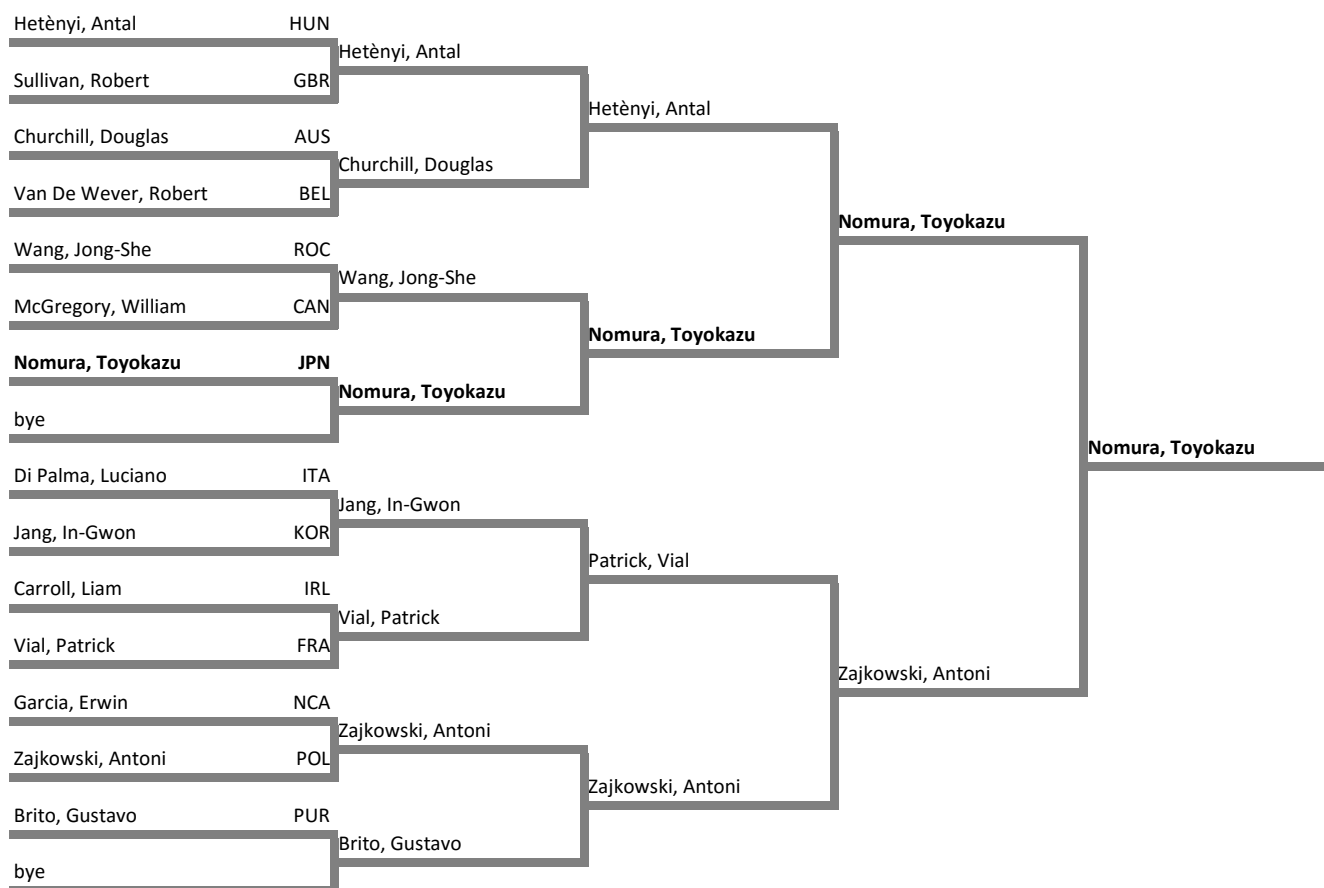 Hetènyi, Antal HUN
Hetènyi, Antal
Sullivan, Robert GBR
Hetènyi, Antal
Churchill, Douglas AUS
Churchill, Douglas
Van De Wever, Robert BEL
Nomura, Toyokazu
Wang, Jong-She ROC
Wang, Jong-She
McGregory, William CAN
Nomura, Toyokazu
Nomura, Toyokazu JPN
Nomura, Toyokazu
bye
Nomura, Toyokazu
Di Palma, Luciano ITA
Jang, In-Gwon
Jang, In-Gwon KOR
Patrick, Vial
Carroll, Liam IRL
Vial, Patrick
Vial, Patrick FRA
Zajkowski, Antoni
Garcia, Erwin NCA
Zajkowski, Antoni
Zajkowski, Antoni POL
Zajkowski, Antoni
Brito, Gustavo PUR
Brito, Gustavo
bye